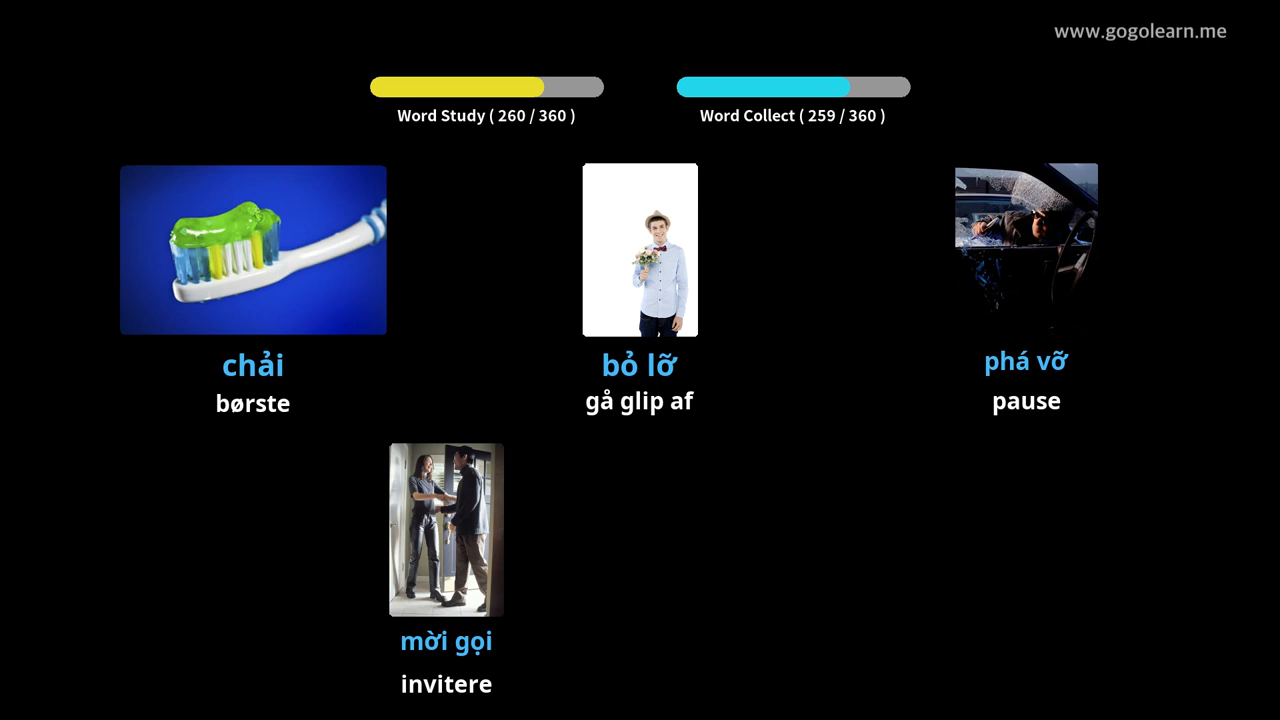 www.gogolearn.me
Word Study ( 260 / 360 )
Word Collect ( 259 / 360 )
chải
børste
bỏ lỡ
gå glip af
phá vỡ
pause
mời gọi
invitere